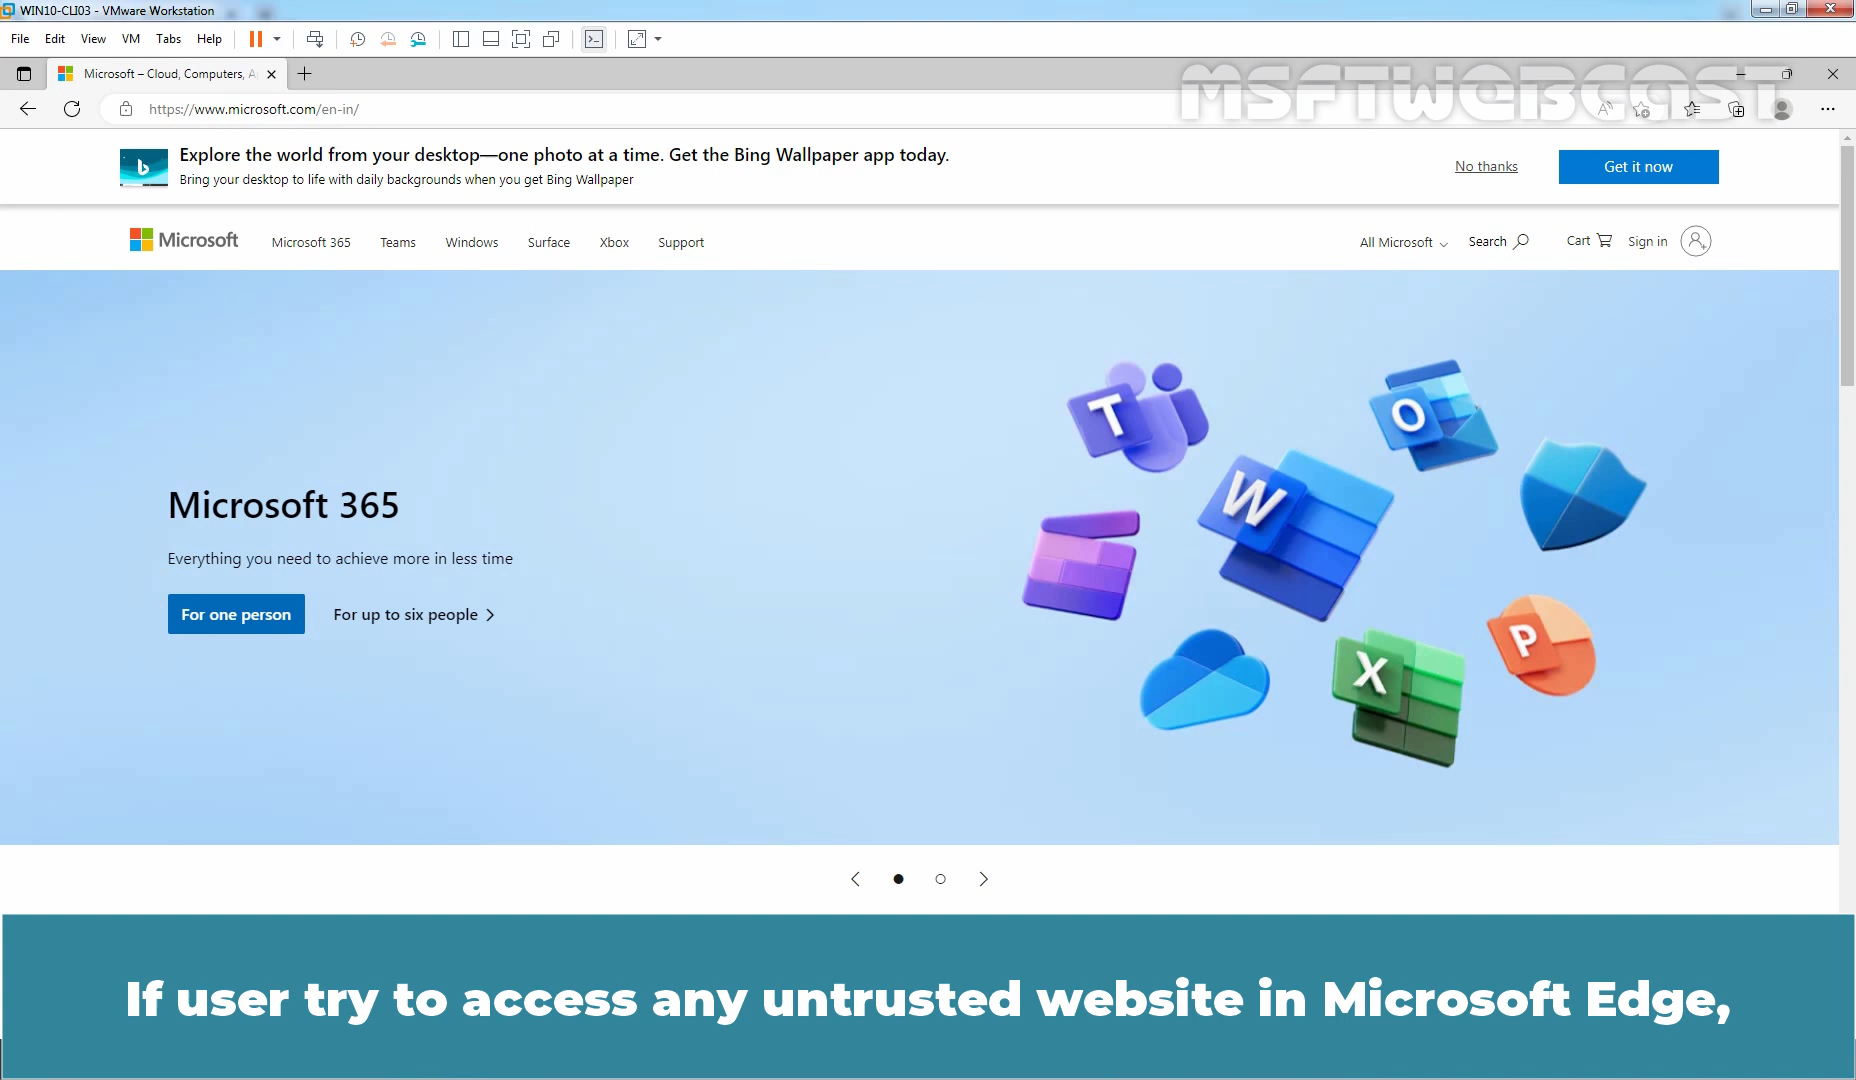 WIN10-CLI03 - VMware Workstation
File Edit View VM Tabs Help
Microsoft – Cloud, Computers, A
MSFTWEBCAST
https://www.microsoft.com/en-in/
Explore the world from your desktop—one photo at a time. Get the Bing Wallpaper app today.
Bring your desktop to life with daily backgrounds when you get Bing Wallpaper
No thanks
Get it now
Microsoft
Microsoft 365 Teams Windows Surface Xbox Support
All Microsoft Search Cart Sign in
T
O
W
X
P
Microsoft 365
Everything you need to achieve more in less time
For one person
For up to six people
If user try to access any untrusted website in Microsoft Edge,